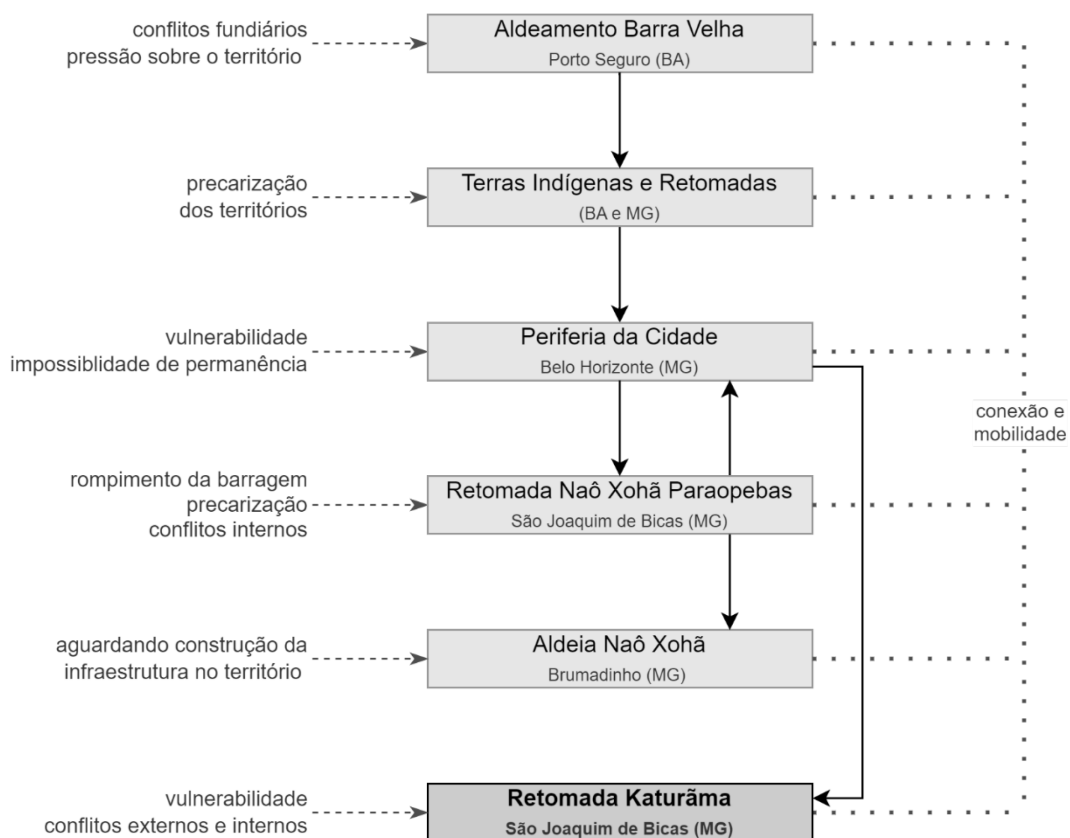 conflitos fundiários
pressão sobre o território
Aldeamento Barra Velha
Porto Seguro (BA)
precarização
dos territórios
Terras Indígenas e Retomadas
(BA e MG)
vulnerabilidade
impossiblidade de permanência
Periferia da Cidade
Belo Horizonte (MG)
conexão e
mobilidade
rompimento da barragem
precarização
conflitos internos
Retomada Naô Xohã Paraopebas
São Joaquim de Bicas (MG)
aguardando construção da
infraestrutura no território
Aldeia Naô Xohã
Brumadinho (MG)
vulnerabilidade
conflitos externos e internos
Retomada Katurãma
São Joaquim de Bicas (MG)